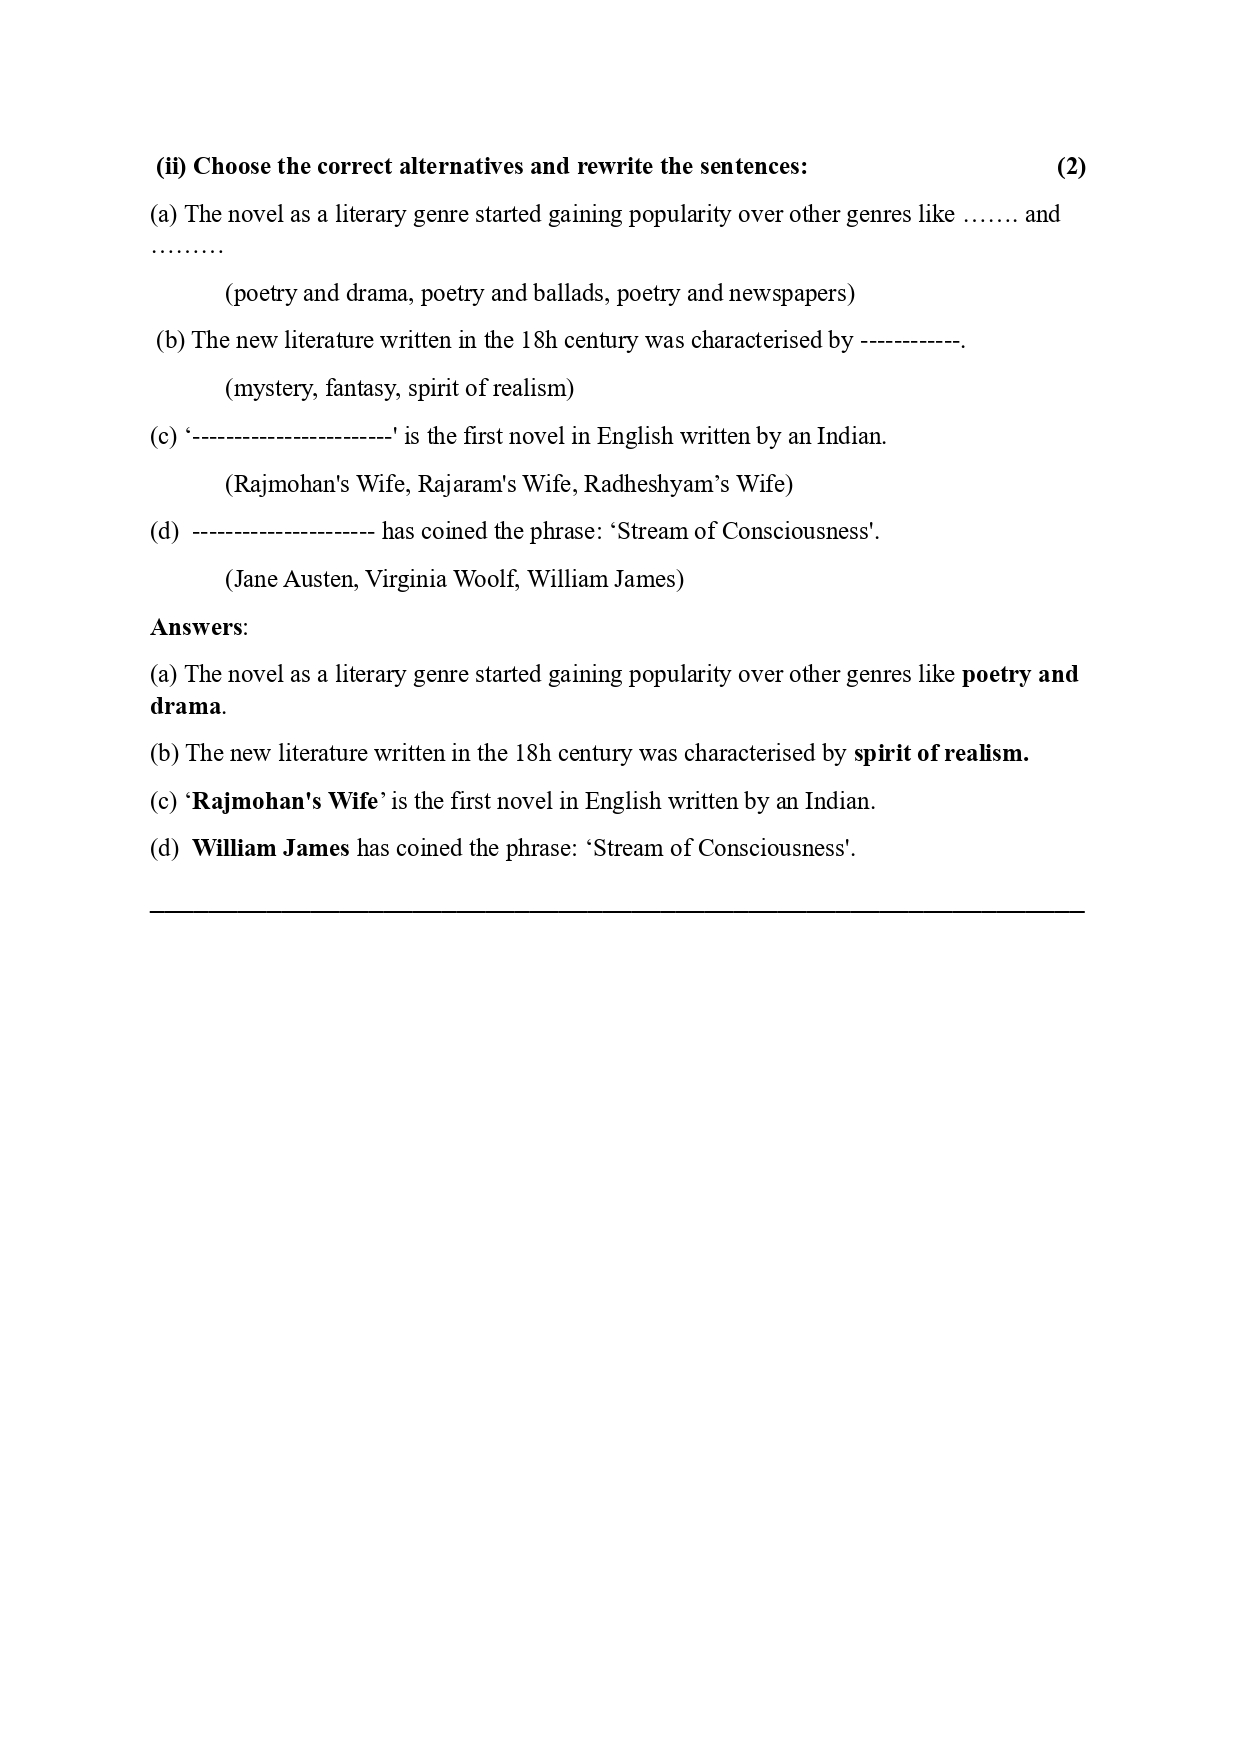 (ii) Choose the correct alternatives and rewrite the sentences: (2)
(a) The novel as a literary genre started gaining popularity over other genres like ……. and
………
(poetry and drama, poetry and ballads, poetry and newspapers)
(b) The new literature written in the 18h century was characterised by ------------.
(mystery, fantasy, spirit of realism)
(c) ‘------------------------' is the first novel in English written by an Indian.
(Rajmohan's Wife, Rajaram's Wife, Radheshyam’s Wife)
(d) ---------------------- has coined the phrase: ‘Stream of Consciousness'.
(Jane Austen, Virginia Woolf, William James)
Answers:
(a) The novel as a literary genre started gaining popularity over other genres like poetry and
drama.
(b) The new literature written in the 18h century was characterised by spirit of realism.
(c) ‘Rajmohan's Wife’ is the first novel in English written by an Indian.
(d) William James has coined the phrase: ‘Stream of Consciousness'.